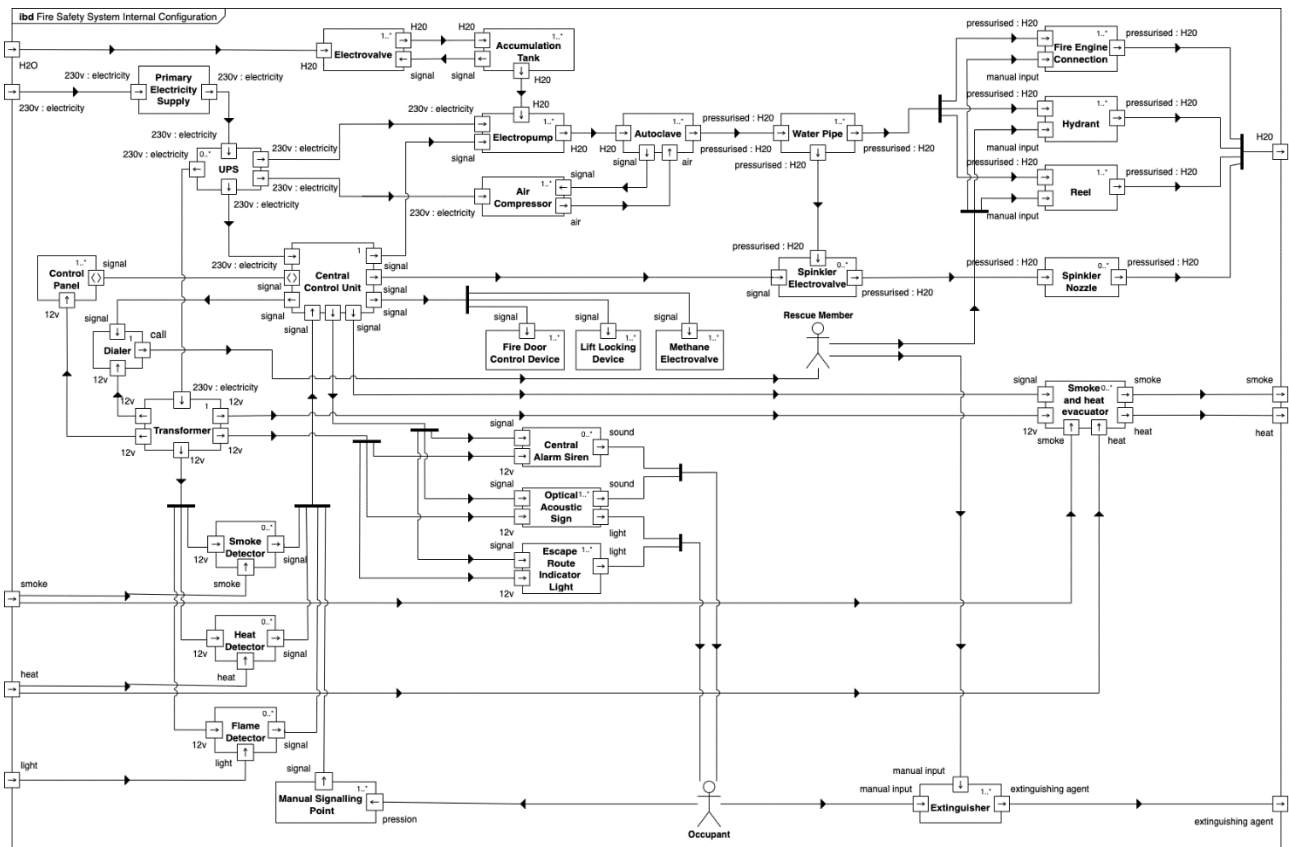 ibd Fire Safety System Internal Configuration
H20
1..*
Electrovalve
H20
signal
H20
1..*
Accumulation
Tank
signal
H20
H2O
230v : electricity
230v : electricity
Primary
Electricity
Supply
230v : electricity
230v : electricity
230v : electricity
0..*
UPS
230v : electricity
230v : electricity
230v : electricity
H20
230v : electricity
1..*
Electropump
signal
H20
1..*
Autoclave
H20
signal
air
pressurised : H20
pressurised : H20
1..*
Water Pipe
pressurised : H20
pressurised : H20
pressurised : H20
1..*
Fire Engine
Connection
pressurised : H20
manual input
pressurised : H20
1..*
Hydrant
pressurised : H20
manual input
pressurised : H20
1..*
Reel
pressurised : H20
manual input
H20
signal
1..*
Air
Compressor
230v : electricity
air
1..*
Control
Panel
signal
12v
230v : electricity
1
Central
Control Unit
signal
signal
signal
signal
signal
signal
signal
signal
pressurised : H20
0..*
Spinkler
Electrovalve
signal
pressurised : H20
pressurised : H20
0..*
Spinkler
Nozzle
pressurised : H20
signal
1
Dialer
call
12v
signal
Fire Door
Control Device
1..*
signal
Lift Locking
Device
1..*
signal
Methane
Electrovalve
1..*
Rescue Member
230v : electricity
12v
1
12v
Transformer
12v
12v
12v
signal
0..*
Smoke
and heat
evacuator
smoke
smoke
12v
smoke
heat
heat
heat
signal
0..*
Central
Alarm Siren
sound
12v
signal
1..*
Optical
Acoustic
Sign
sound
12v
light
signal
1..*
Escape
Route
Indicator
Light
light
12v
0..*
Smoke
Detector
12v
signal
smoke
smoke
0..*
Heat
Detector
12v
signal
heat
heat
0..*
Flame
Detector
12v
signal
light
light
signal
1..*
Manual Signalling
Point
pression
Occupant
manual input
manual input
1..*
Extinguisher
extinguishing agent
extinguishing agent